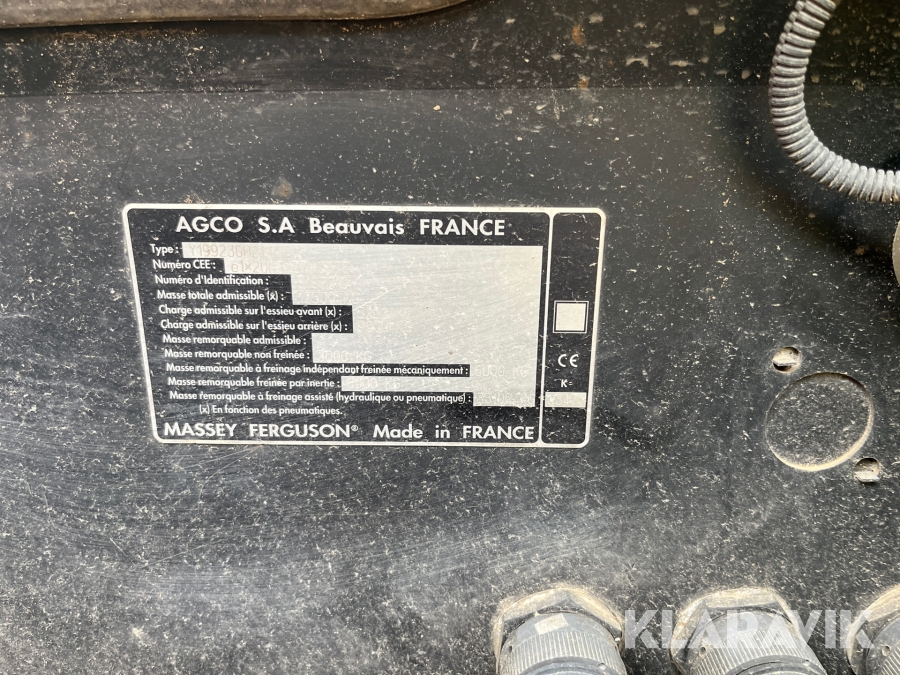 AGCO S.A Beauvais FRANCE
Type :
Numéro CEE :
Numéro d'Identification :
Masse totale admissible (x) :
Charge admissible sur l'essieu avant (x) :
Charge admissible sur l'essieu arrière (x) :
Masse remorquable admissible :
Masse remorquable non freinée :
Masse remorquable à freinage indépendant freinée mécaniquement :
Masse remorquable freinée par inertie :
Masse remorquable à freinage assisté (hydraulique ou pneumatique) :
(x) En fonction des pneumatiques.
MASSEY FERGUSON® Made in FRANCE
CE
K-
KLARAVIK